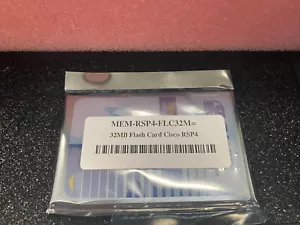 MEM-RSP4-FLC32M=
32MB Flash Card Cisco RSP4